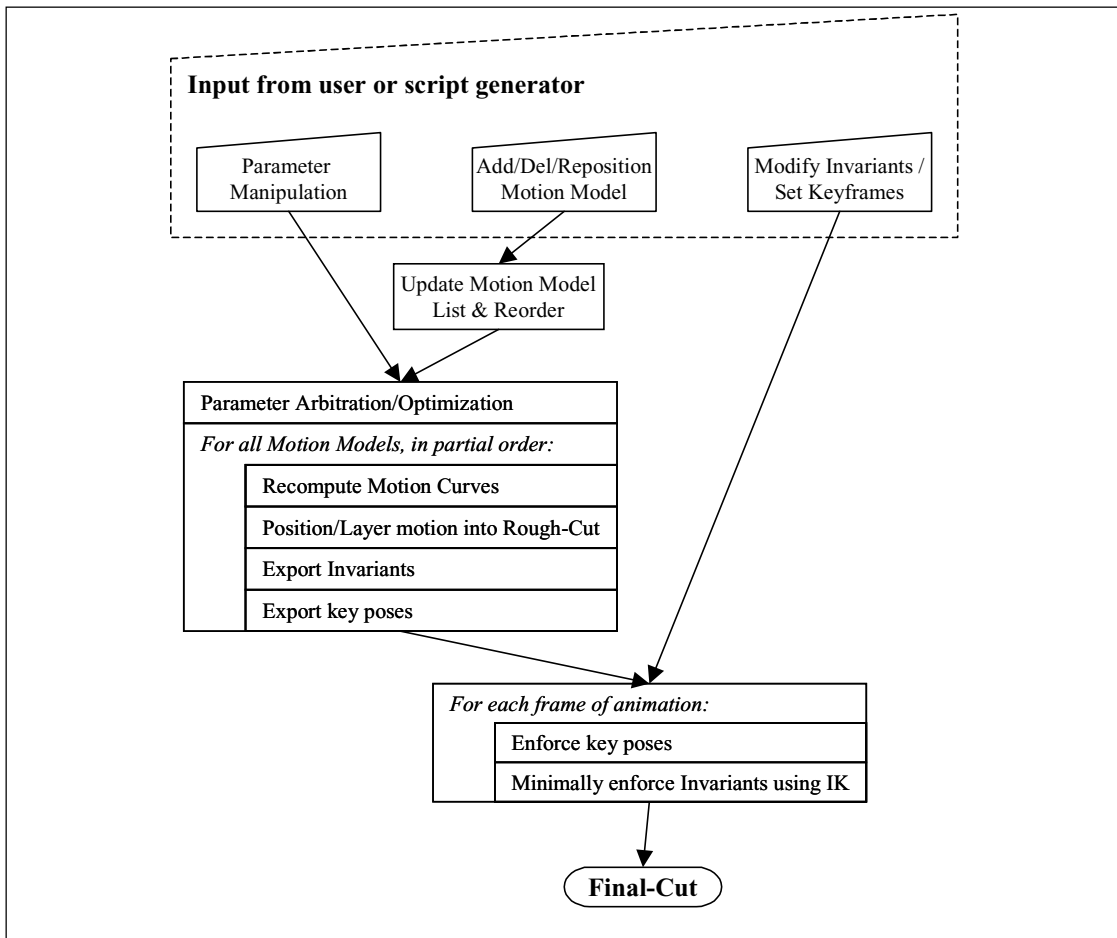 Input from user or script generator
Parameter
Manipulation
Add/Del/Reposition
Motion Model
Modify Invariants /
Set Keyframes
Update Motion Model
List & Reorder
Parameter Arbitration/Optimization
For all Motion Models, in partial order:
Recompute Motion Curves
Position/Layer motion into Rough-Cut
Export Invariants
Export key poses
For each frame of animation:
Enforce key poses
Minimally enforce Invariants using IK
Final-Cut